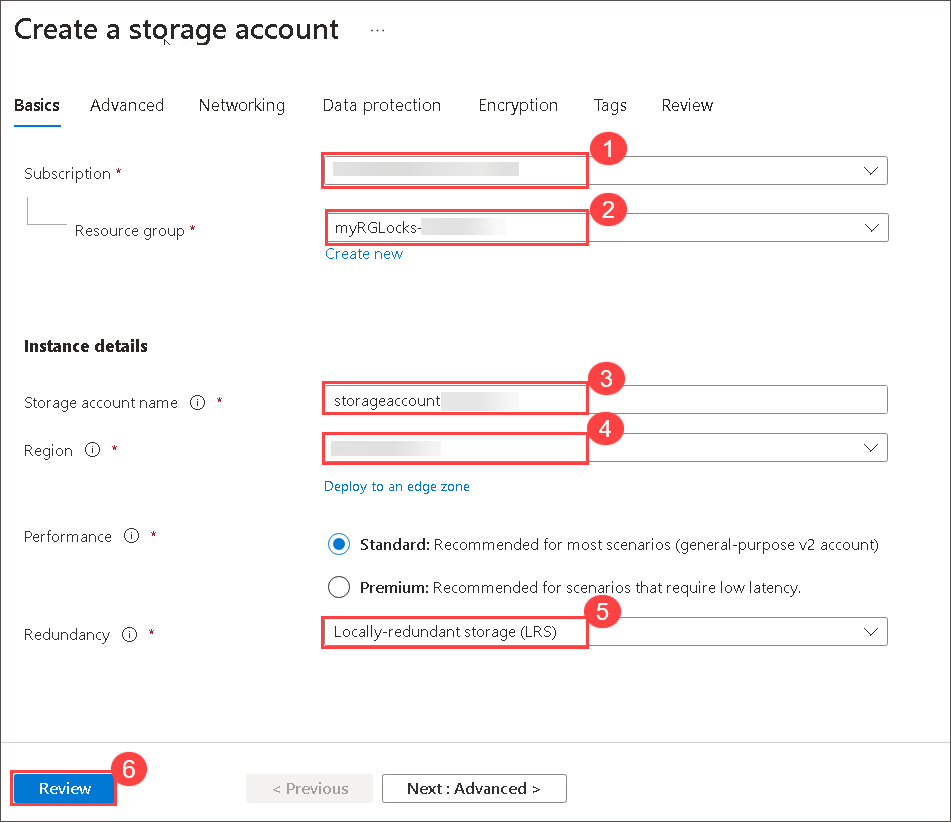 Create a storage account ...
Basics Advanced Networking Data protection Encryption Tags Review
1
Subscription *
2
Resource group * myRGLocks-
Create new
Instance details
3
Storage account name * storageaccount
4
Region *
Deploy to an edge zone
Performance * Standard: Recommended for most scenarios (general-purpose v2 account)
Premium: Recommended for scenarios that require low latency.
5
Redundancy * Locally-redundant storage (LRS)
6
Review < Previous Next : Advanced >